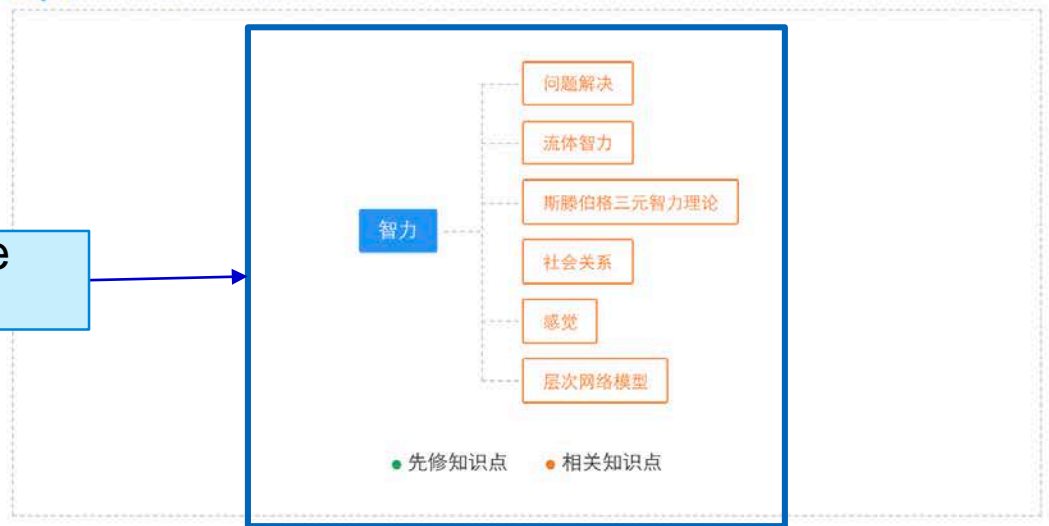 问题解决
流体智力
斯滕伯格三元智力理论
智力
社会关系
感觉
层次网络模型
先修知识点
相关知识点
e